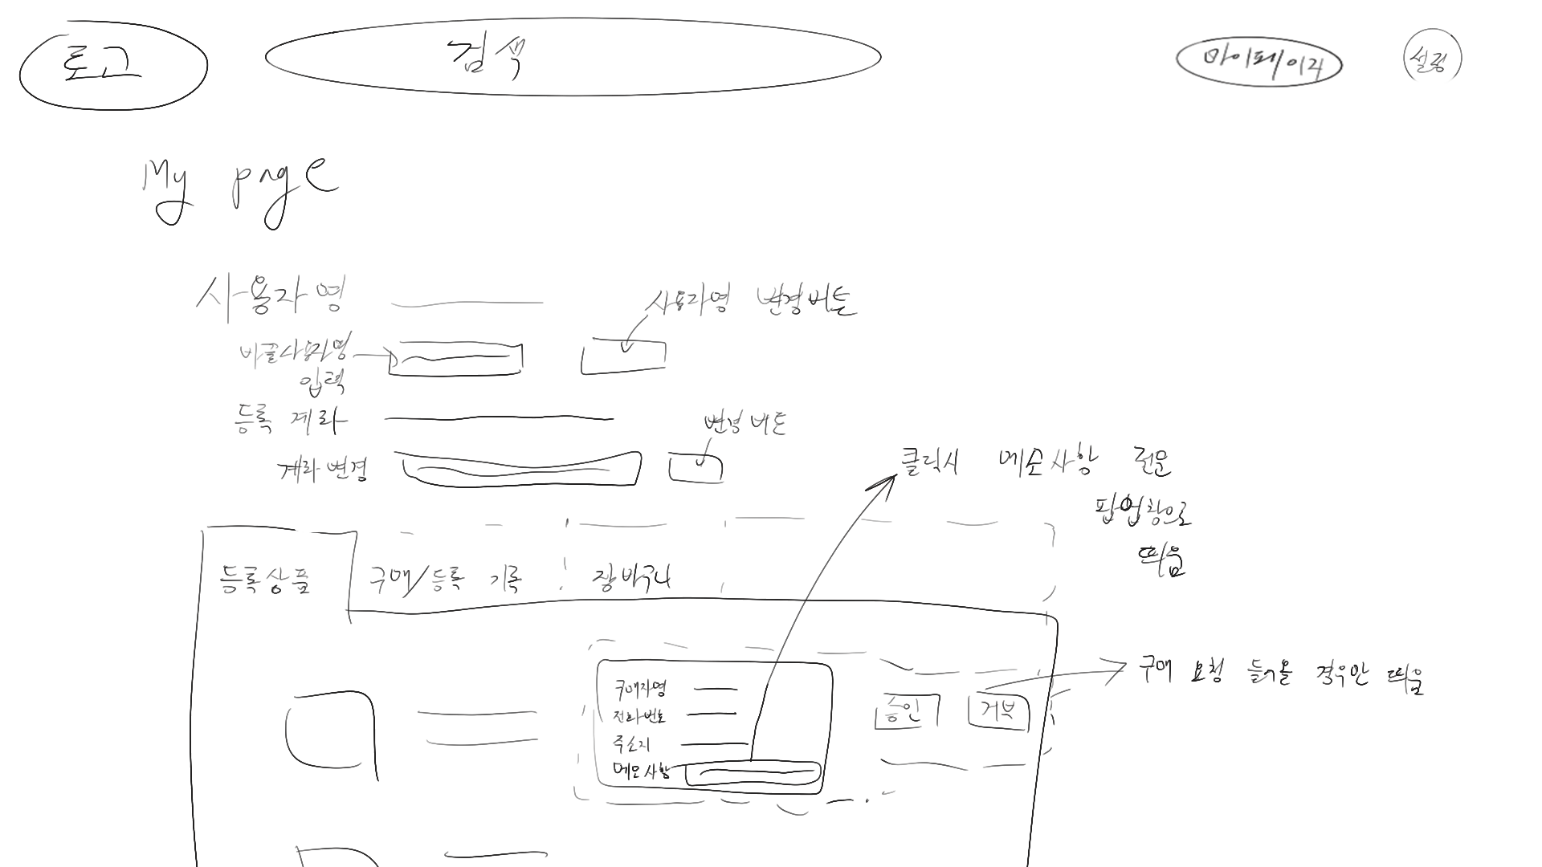 로고
검색
마이페이지
설정
My page
사용자명
사용자명 변경버튼
바꿀사용자명
입력
등록 계좌
변경버튼
계좌변경
클릭시 메모사항 전문
팝업창으로
띄움
등록상품
구매/등록 기록
장바구니
구매자명
전화번호
주소지
메모사항
승인
거부
구매 요청 들어올 경우만 띄움